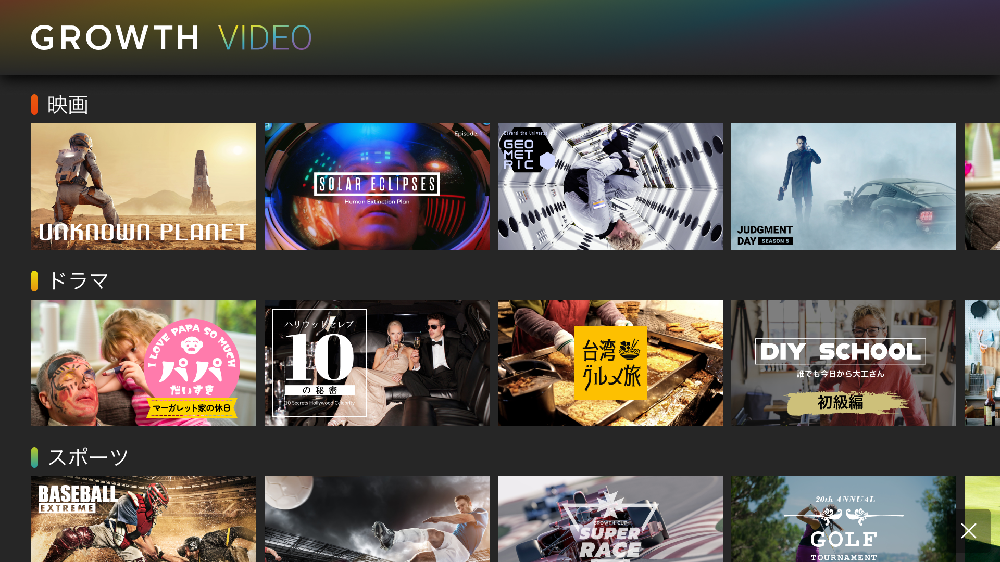 GROWTH VIDEO
映画
UNKNOWN PLANET
Episode. 1
SOLAR ECLIPSES
Human Extinction Plan
Beyond the Universe
GEO
MET
RIC
JUDGMENT
DAY SEASON 5
ドラマ
I LOVE PAPA SO MUCH
パパ
だいすき
マーガレット家の休日
ハリウッドセレブ
10
の秘密
10 Secrets Hollywood Celebrity
台湾
グルメ旅
DIY SCHOOL
誰でも今日から大工さん
初級編
スポーツ
BASEBALL
EXTREME
GROWTH CUP
SUPER
RACE
20th ANNUAL
GOLF
TOURNAMENT